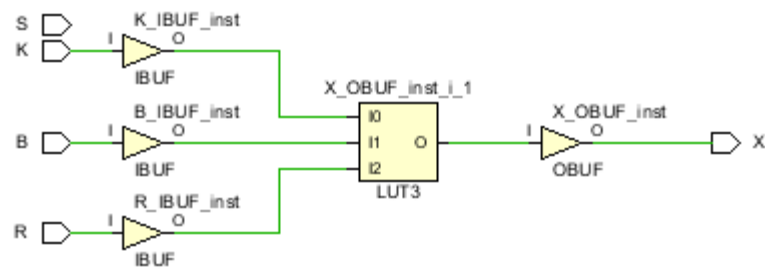 S
K
K_IBUF_inst
I
O
IBUF
B
B_IBUF_inst
I
O
IBUF
R
R_IBUF_inst
I
O
IBUF
X_OBUF_inst_i_1
I0
I1
I2
O
LUT3
X_OBUF_inst
I
O
OBUF
X